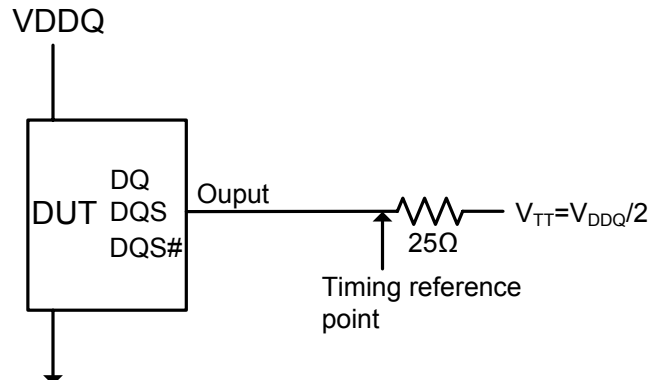 VDDQ
DUT
DQ
DQS
DQS#
Ouput
25Ω
VTT=VDDQ/2
Timing reference
point